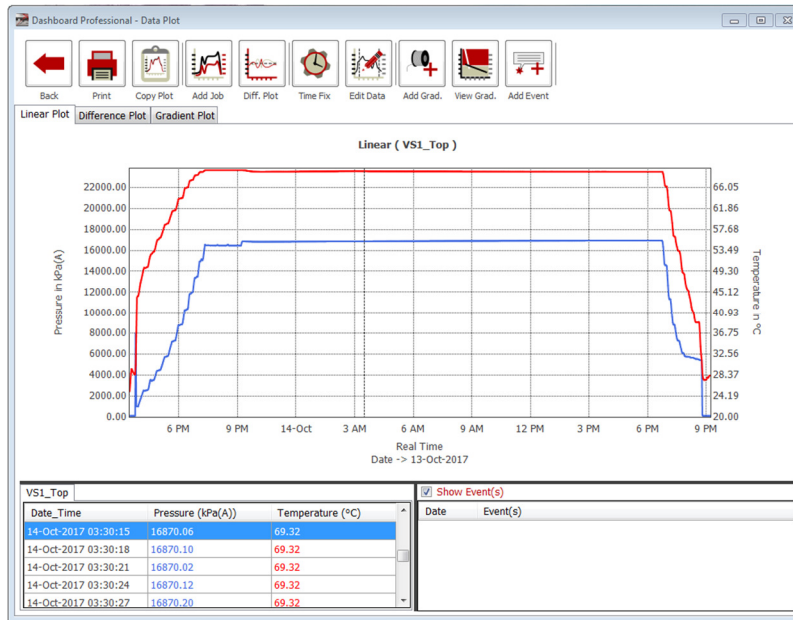 Dashboard Professional - Data Plot
Back Print Copy Plot Add Job Diff. Plot Time Fix Edit Data Add Grad. View Grad. Add Event
Linear Plot Difference Plot Gradient Plot
Linear ( VS1_Top )
Pressure in kPa(A)
22000.00
20000.00
18000.00
16000.00
14000.00
12000.00
10000.00
8000.00
6000.00
4000.00
2000.00
0.00
66.05
61.86
57.68
53.49
49.30
45.12
40.93
36.75
32.56
28.37
24.19
20.00
Temperature n °C
6 PM 9 PM 14-Oct 3 AM 6 AM 9 AM 12 PM 3 PM 6 PM 9 PM
Real Time
Date -> 13-Oct-2017
VS1_Top
Date_Time Pressure (kPa(A)) Temperature (°C)
14-Oct-2017 03:30:15 16870.06 69.32
14-Oct-2017 03:30:18 16870.10 69.32
14-Oct-2017 03:30:21 16870.02 69.32
14-Oct-2017 03:30:24 16870.12 69.32
14-Oct-2017 03:30:27 16870.20 69.32
Show Event(s)
Date Event(s)